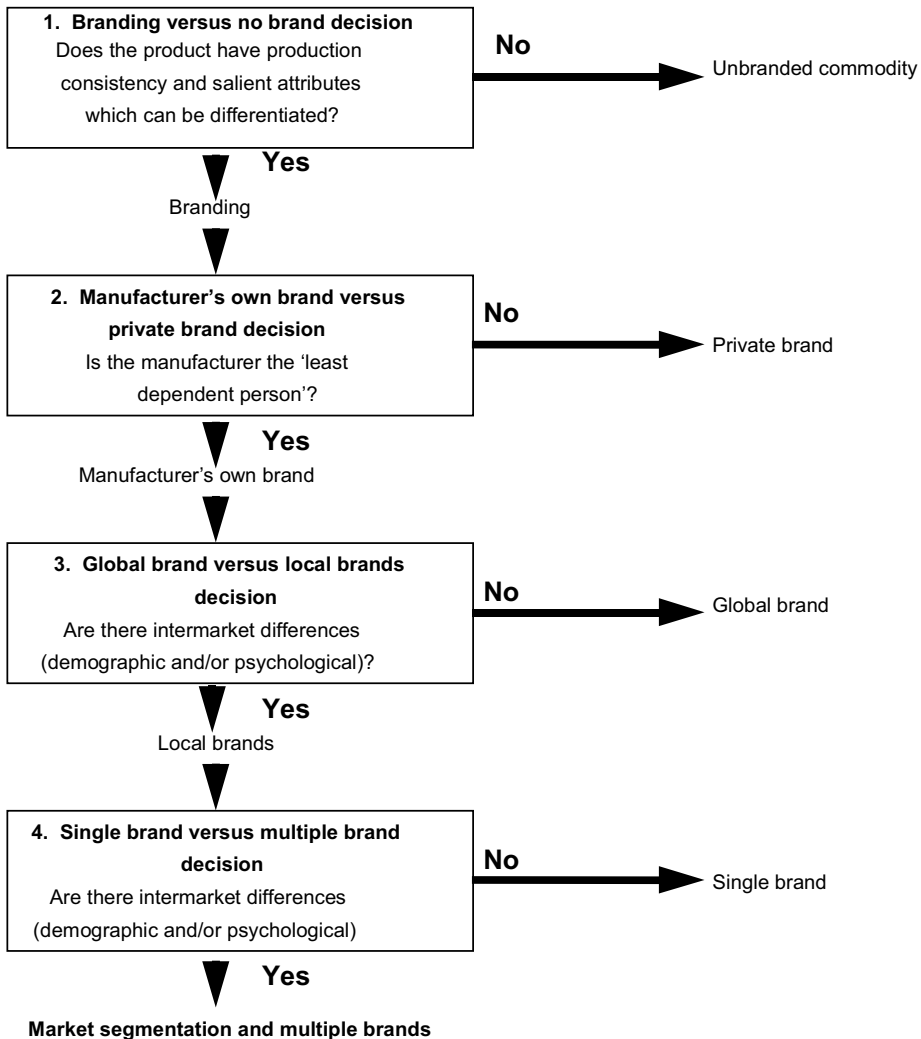 1. Branding versus no brand decision
Does the product have production
consistency and salient attributes
which can be differentiated?
No
Unbranded commodity
Yes
Branding
2. Manufacturer’s own brand versus
private brand decision
Is the manufacturer the ‘least
dependent person’?
No
Private brand
Yes
Manufacturer’s own brand
3. Global brand versus local brands
decision
Are there intermarket differences
(demographic and/or psychological)?
No
Global brand
Yes
Local brands
4. Single brand versus multiple brand
decision
Are there intermarket differences
(demographic and/or psychological)
No
Single brand
Yes
Market segmentation and multiple brands